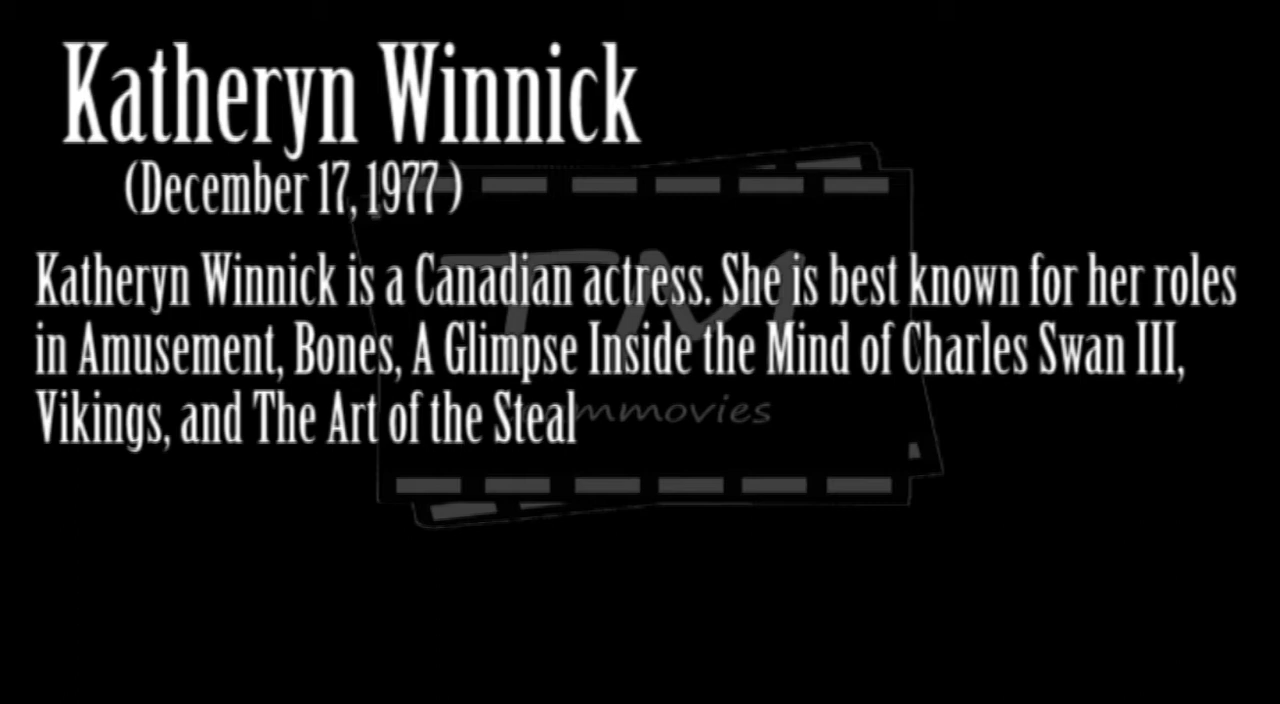 Katheryn Winnick
(December 17, 1977 )
Katheryn Winnick is a Canadian actress. She is best known for her roles
in Amusement, Bones, A Glimpse Inside the Mind of Charles Swan III,
Vikings, and The Art of the Steal
TM